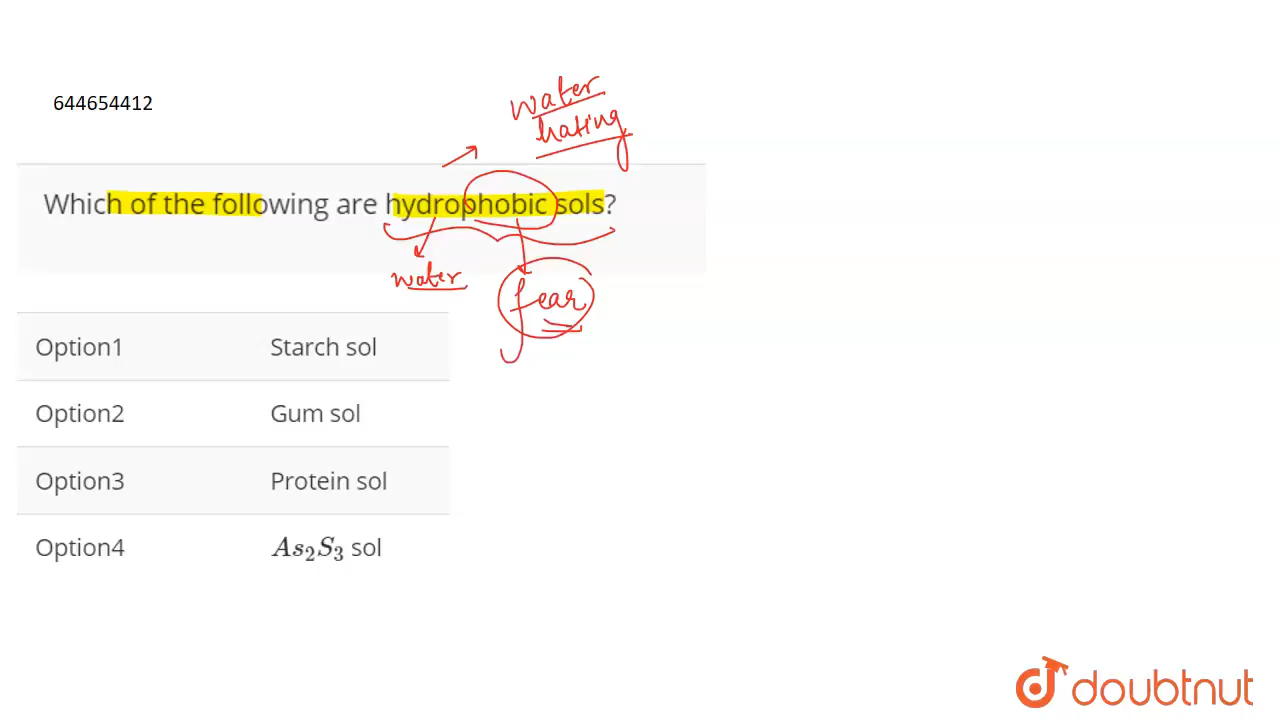 644654412
water
hating
Which of the following are hydrophobic sols?
water
fear
Option1 Starch sol
Option2 Gum sol
Option3 Protein sol
Option4 As₂S₃ sol
doubtnut